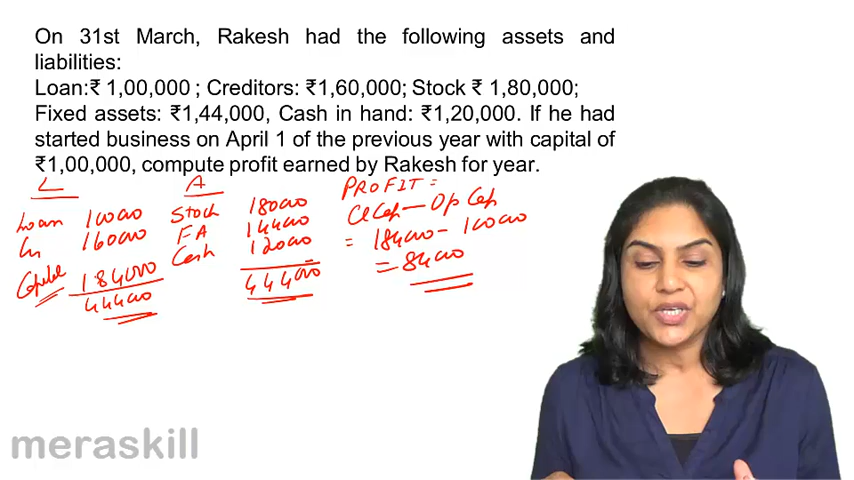 On 31st March, Rakesh had the following assets and
liabilities:
Loan:₹ 1,00,000 ; Creditors: ₹1,60,000; Stock ₹ 1,80,000;
Fixed assets: ₹1,44,000, Cash in hand: ₹1,20,000. If he had
started business on April 1 of the previous year with capital of
₹1,00,000, compute profit earned by Rakesh for year.
L A PROFIT =
Loan 100000 Stock 180000 Cl Cap — Op Cap
Cr 160000 FA 144000 = 184000 - 100000
Cash 120000 = 84000
Capital 184000 444000
444000
meraskill